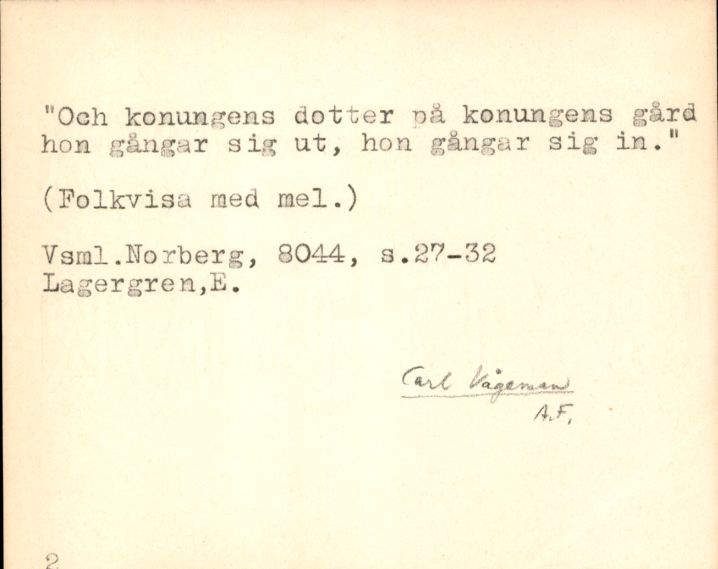 "Och konungens dotter på konungens gård
hon gångar sig ut, hon gångar sig in."
(Folkvisa med mel.)
Vsml.Norberg, 8044, s.27-32
Lagergren,E.
Carl Vågeman
A.F.
2